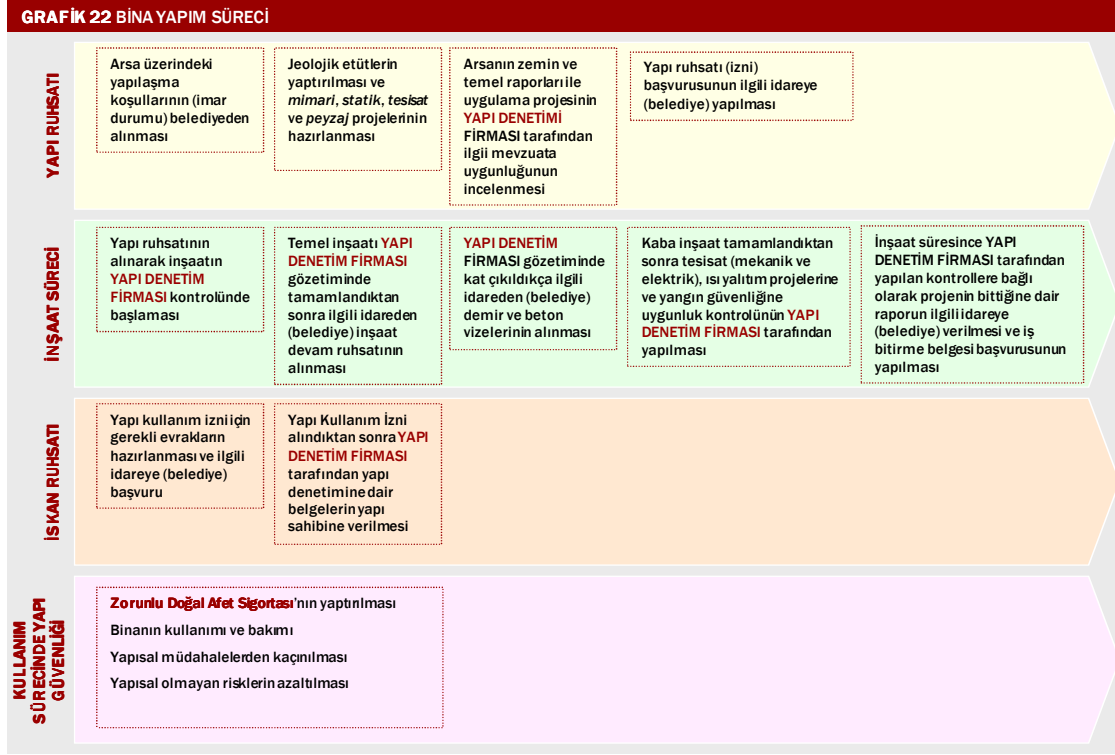 GRAFİK 22 BİNA YAPIM SÜRECİ
YAPI RUHSATI
Arsa üzerindeki
yapılaşma
koşullarının (imar
durumu) belediyeden
alınması
Jeolojik etütlerin
yaptırılması ve
mimari, statik, tesisat
ve peyzaj projelerinin
hazırlanması
Arsanın zemin ve
temel raporları ile
uygulama projesinin
YAPI DENETİMİ
FİRMASI tarafından
ilgii mevzuata
uygunluğunun
incelenmesi
Yapı ruhsatı (izni)
başvurusunun ilgili idareye
(belediye) yapılması
İNŞAAT SÜRECİ
Yapı ruhsatının
alınarak inşaatın
YAPI DENETİM
FİRMASI kontrolünde
başlaması
Temel inşaatı YAPI
DENETİM FİRMASI
gözetiminde
tamamlandıktan
sonra ilgili idareden
(belediye) inşaat
devam ruhsatının
alınması
YAPI DENETİM
FİRMASI gözetiminde
kat çıkıldıkça ilgili
idareden (belediye)
demir ve beton
vizelerinin alınması
Kaba inşaat tamamlandıktan
sonra tesisat (mekanik ve
elektrik), ısı yalıtım projelerine
ve yangın güvenliğine
uygunluk kontrolünün YAPI
DENETİM FİRMASI tarafından
yapılması
İnşaat süresince YAPI
DENETİM FİRMASI tarafından
yapılan kontrollere bağlı
olarak projenin bittiğine dair
raporun ilgili idareye
(belediye) verilmesi ve iş
bitirme belgesi başvurusunun
yapılması
İSKAN RUHSATI
Yapı kullanım izni için
gerekli evrakların
hazırlanması ve ilgili
idareye (belediye)
başvuru
Yapı Kullanım İzni
alındıktan sonra YAPI
DENETİM FİRMASI
tarafından yapı
denetimine dair
belgelerin yapı
sahibine verilmesi
KULLANIM
SÜRECİNDE YAPI
GÜVENLİĞİ
Zorunlu Doğal Afet Sigortası'nın yaptırılması
Binanın kullanımı ve bakımı
Yapısal müdahalelerden kaçınılması
Yapısal olmayan risklerin azaltılması